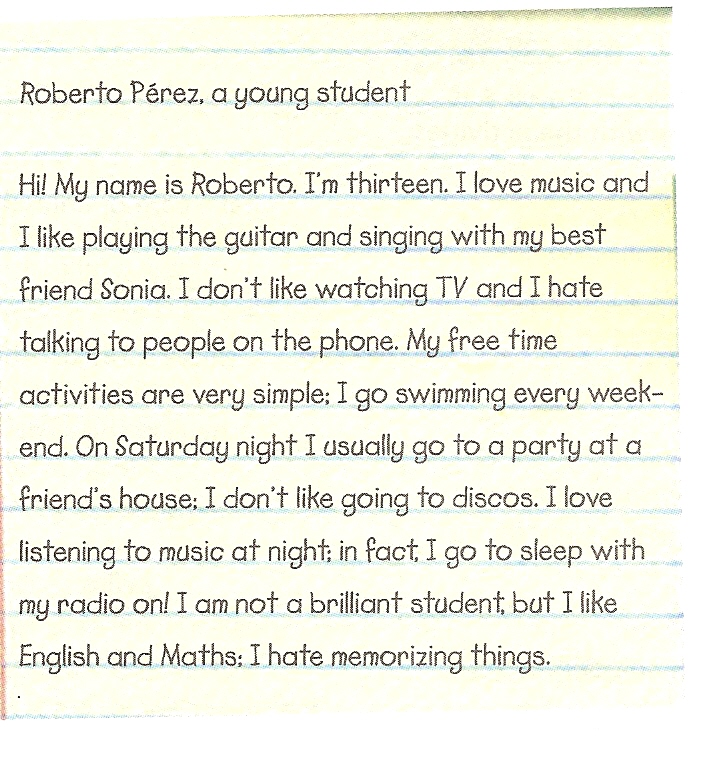 Roberto Pérez, a young student
Hi! My name is Roberto. I'm thirteen. I love music and
I like playing the guitar and singing with my best
friend Sonia. I don't like watching TV and I hate
talking to people on the phone. My free time
activities are very simple; I go swimming every week-
end. On Saturday night I usually go to a party at a
friend's house; I don't like going to discos. I love
listening to music at night; in fact, I go to sleep with
my radio on! I am not a brilliant student, but I like
English and Maths; I hate memorizing things.
.